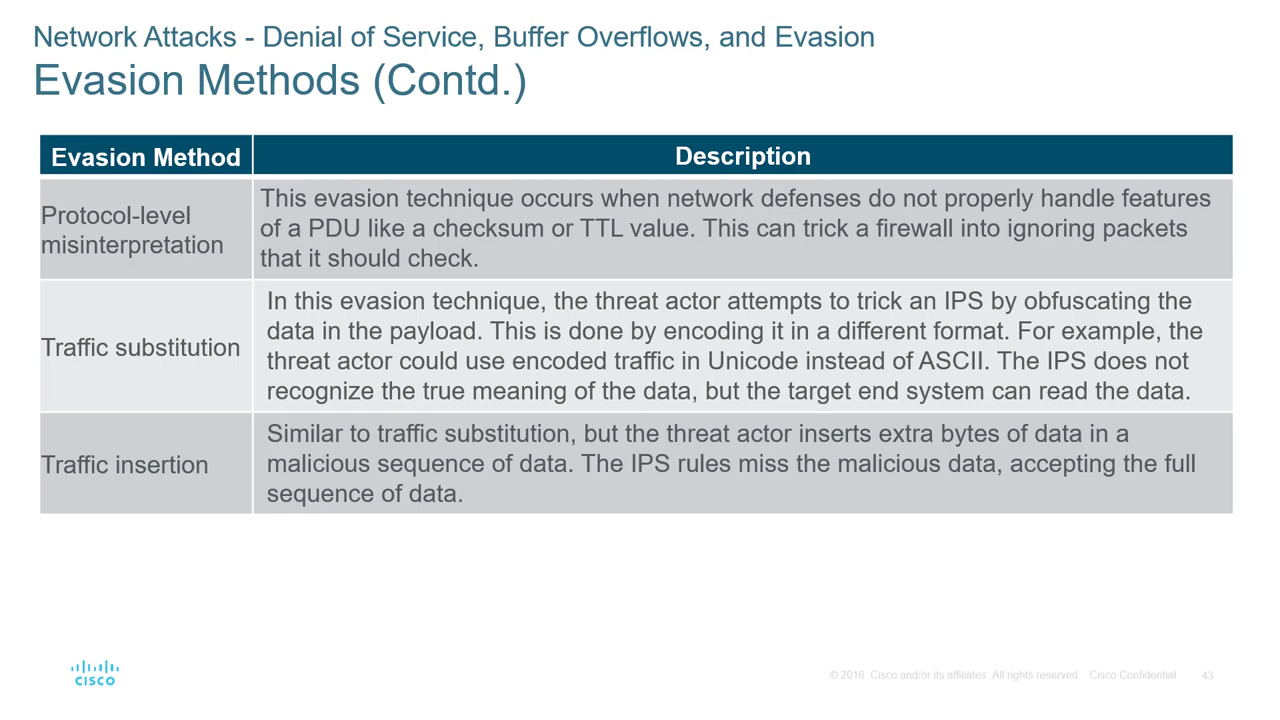 Network Attacks - Denial of Service, Buffer Overflows, and Evasion
Evasion Methods (Contd.)
Evasion Method
Description
Protocol-level
misinterpretation
This evasion technique occurs when network defenses do not properly handle features
of a PDU like a checksum or TTL value. This can trick a firewall into ignoring packets
that it should check.
Traffic substitution
In this evasion technique, the threat actor attempts to trick an IPS by obfuscating the
data in the payload. This is done by encoding it in a different format. For example, the
threat actor could use encoded traffic in Unicode instead of ASCII. The IPS does not
recognize the true meaning of the data, but the target end system can read the data.
Traffic insertion
Similar to traffic substitution, but the threat actor inserts extra bytes of data in a
malicious sequence of data. The IPS rules miss the malicious data, accepting the full
sequence of data.
CISCO
© 2016 Cisco and/or its affiliates. All rights reserved. Cisco Confidential
43